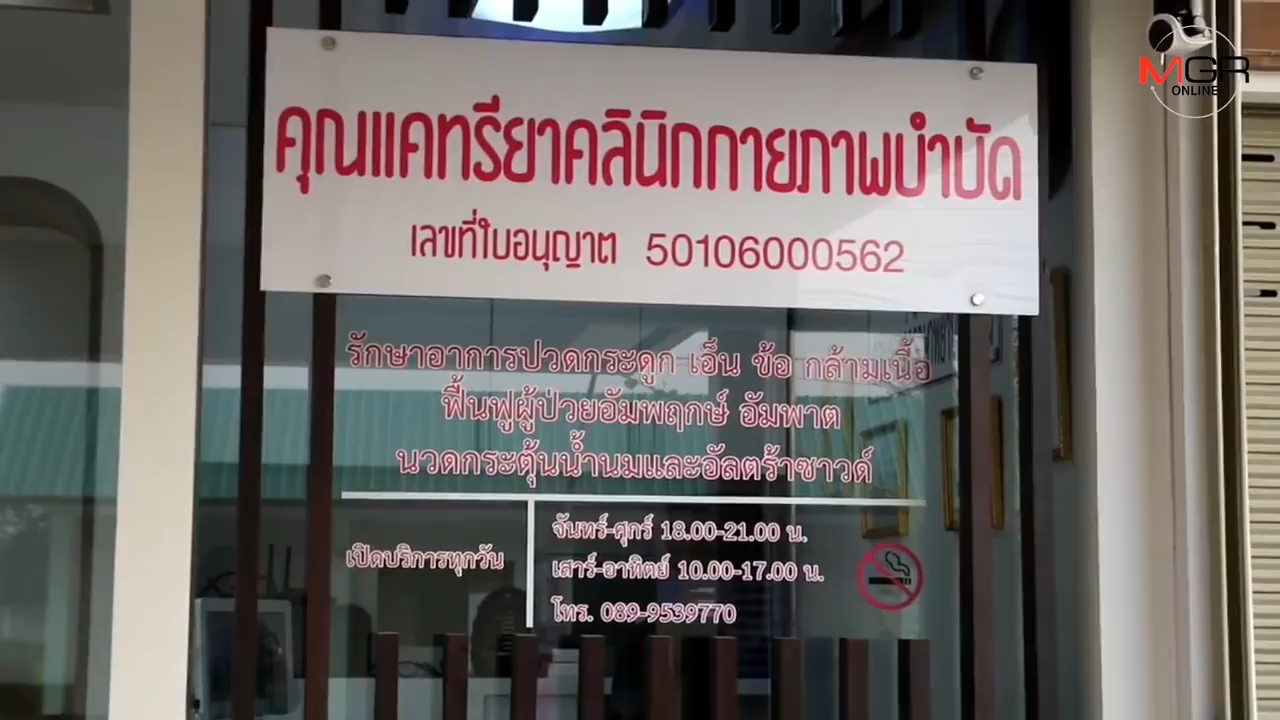 MGR
ONLINE
คุณแคทรียาคลินิกกายภาพบำบัด
เลขที่ใบอนุญาต 50106000562
รักษาอาการปวดกระดูก เอ็น ข้อ กล้ามเนื้อ
ฟื้นฟูผู้ป่วยอัมพฤกษ์ อัมพาต
นวดกระตุ้นน้ำนมและอัลตร้าซาวด์
เปิดบริการทุกวัน
จันทร์-ศุกร์ 18.00-21.00 น.
เสาร์-อาทิตย์ 10.00-17.00 น.
โทร. 089-9539770